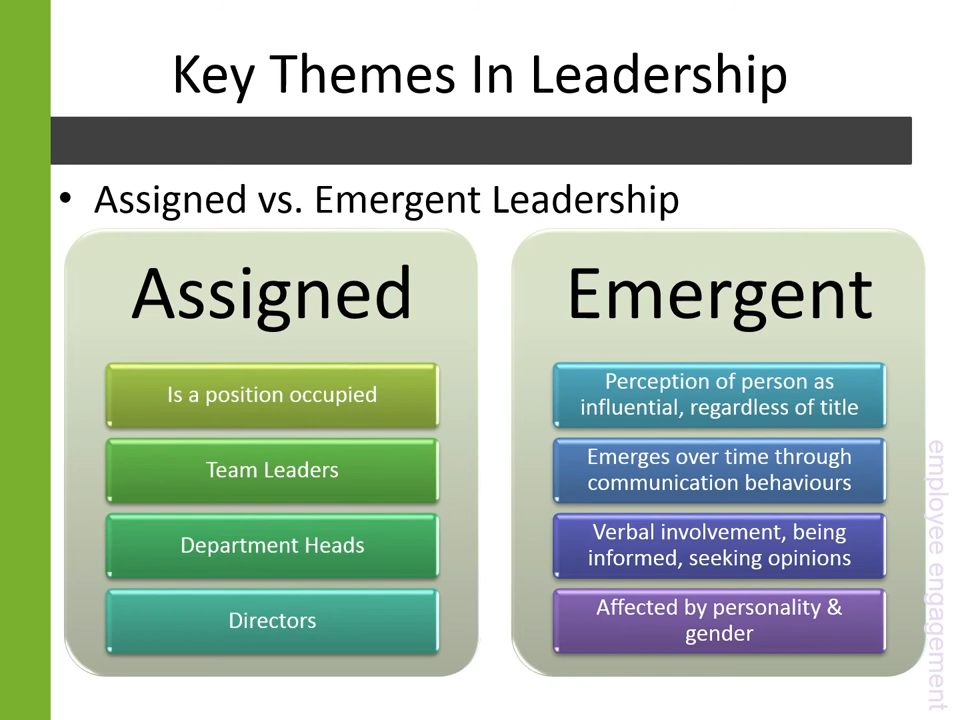 Key Themes In Leadership
• Assigned vs. Emergent Leadership
Assigned
Is a position occupied
Team Leaders
Department Heads
Directors
Emergent
Perception of person as
influential, regardless of title
Emerges over time through
communication behaviours
Verbal involvement, being
informed, seeking opinions
Affected by personality &
gender
employee engagement